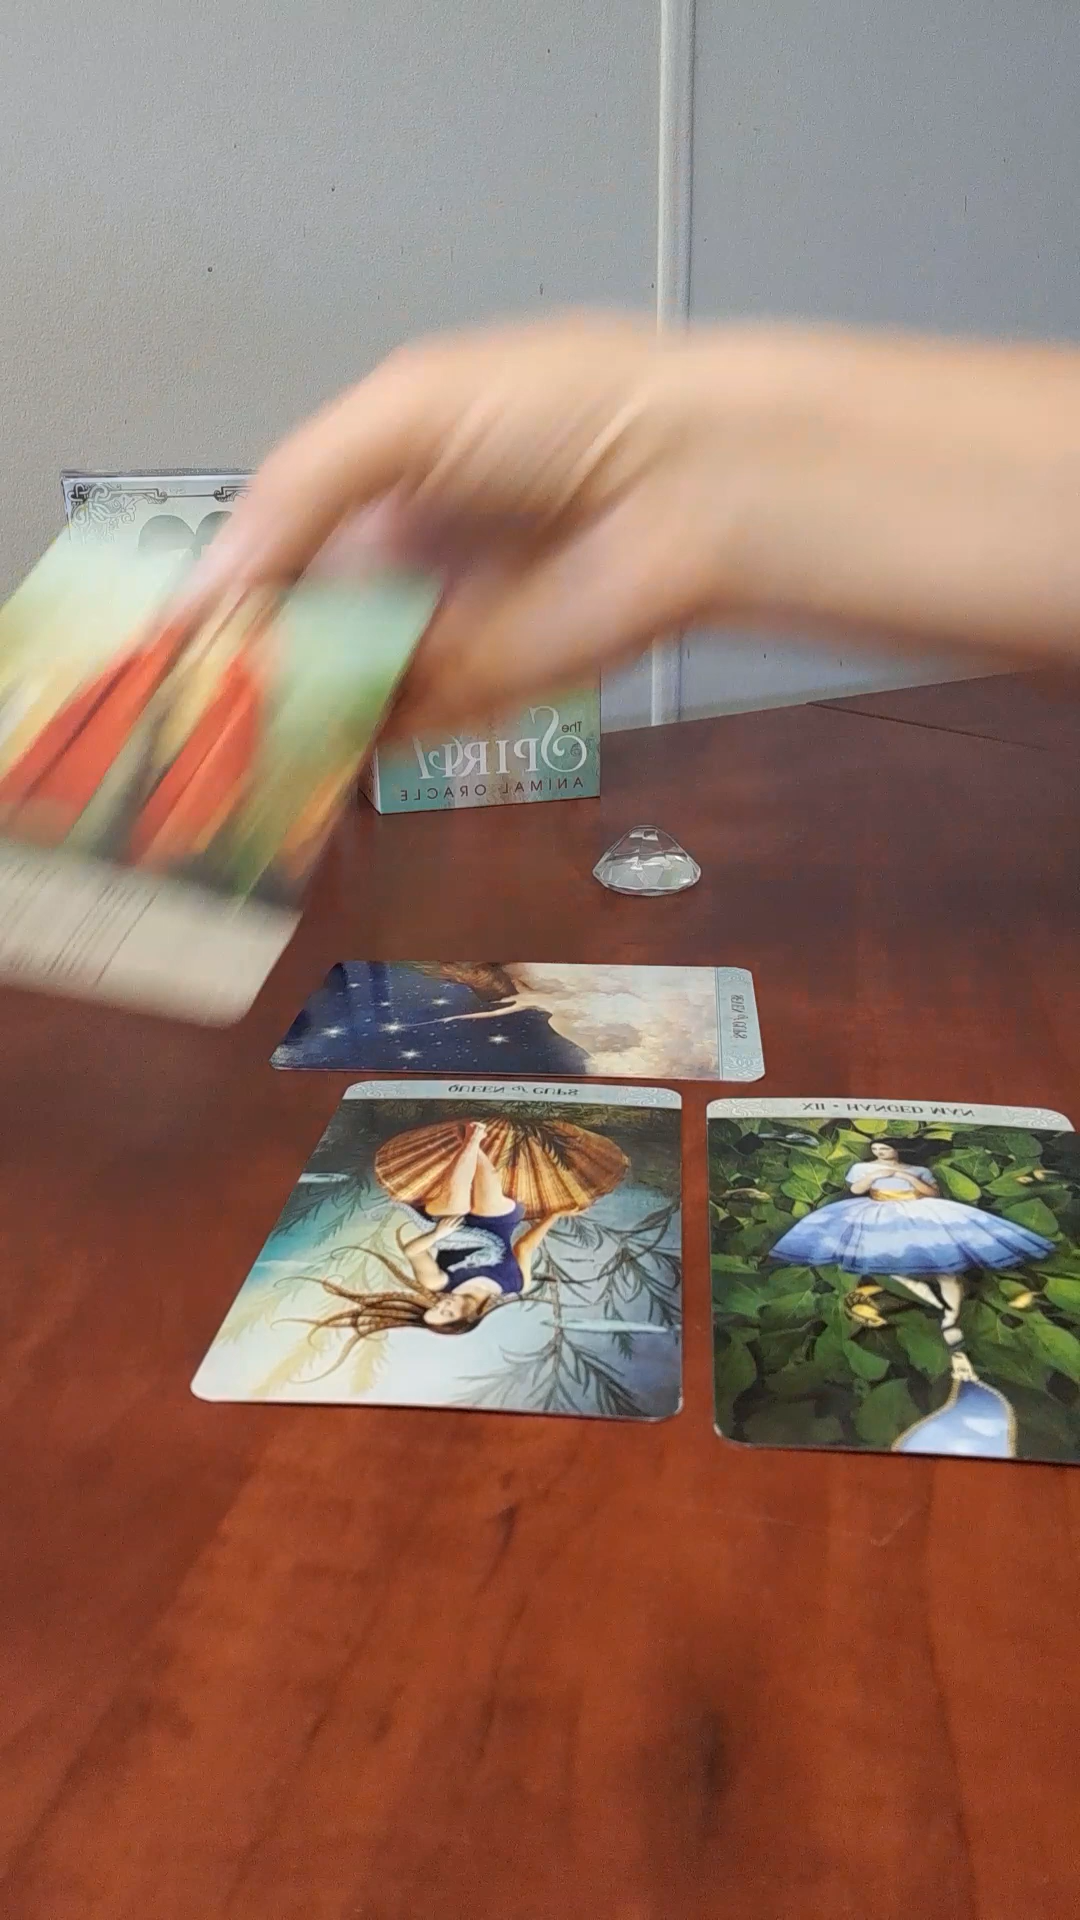 The
SPIRIT
ANIMAL ORACLE
QUEEN of CUPS
XII • HANGED MAN